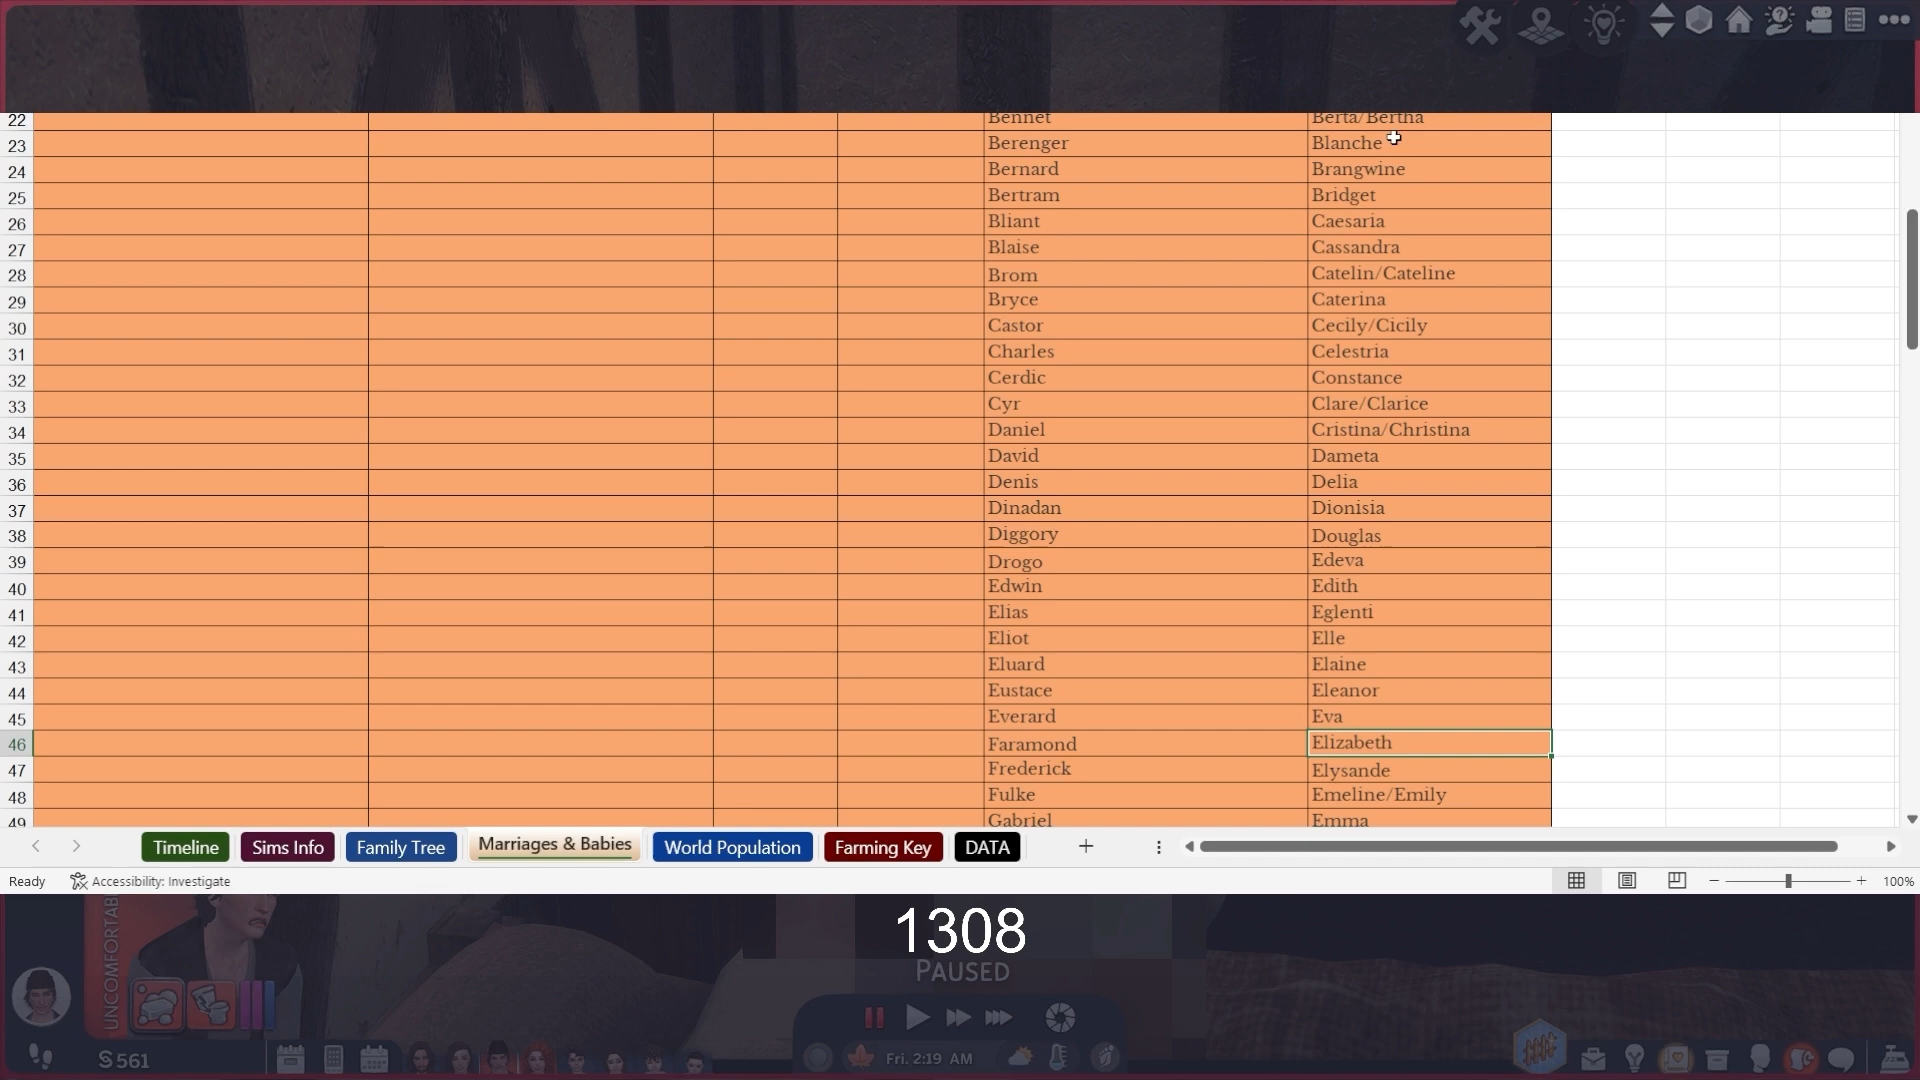 22 Bennet Berta/Bertha
23 Berenger Blanche
24 Bernard Brangwine
25 Bertram Bridget
26 Bliant Caesaria
27 Blaise Cassandra
28 Brom Catelin/Cateline
29 Bryce Caterina
30 Castor Cecily/Cicily
31 Charles Celestria
32 Cerdic Constance
33 Cyr Clare/Clarice
34 Daniel Cristina/Christina
35 David Dameta
36 Denis Delia
37 Dinadan Dionisia
38 Diggory Douglas
39 Drogo Edeva
40 Edwin Edith
41 Elias Eglenti
42 Eliot Elle
43 Eluard Elaine
44 Eustace Eleanor
45 Everard Eva
46 Faramond Elizabeth
47 Frederick Elysande
48 Fulke Emeline/Emily
49 Gabriel Emma
Timeline Sims Info Family Tree Marriages & Babies World Population Farming Key DATA
Ready Accessibility: Investigate 100%
1308
PAUSED
UNCOMFORTAB
§561 Fri. 2:19 AM